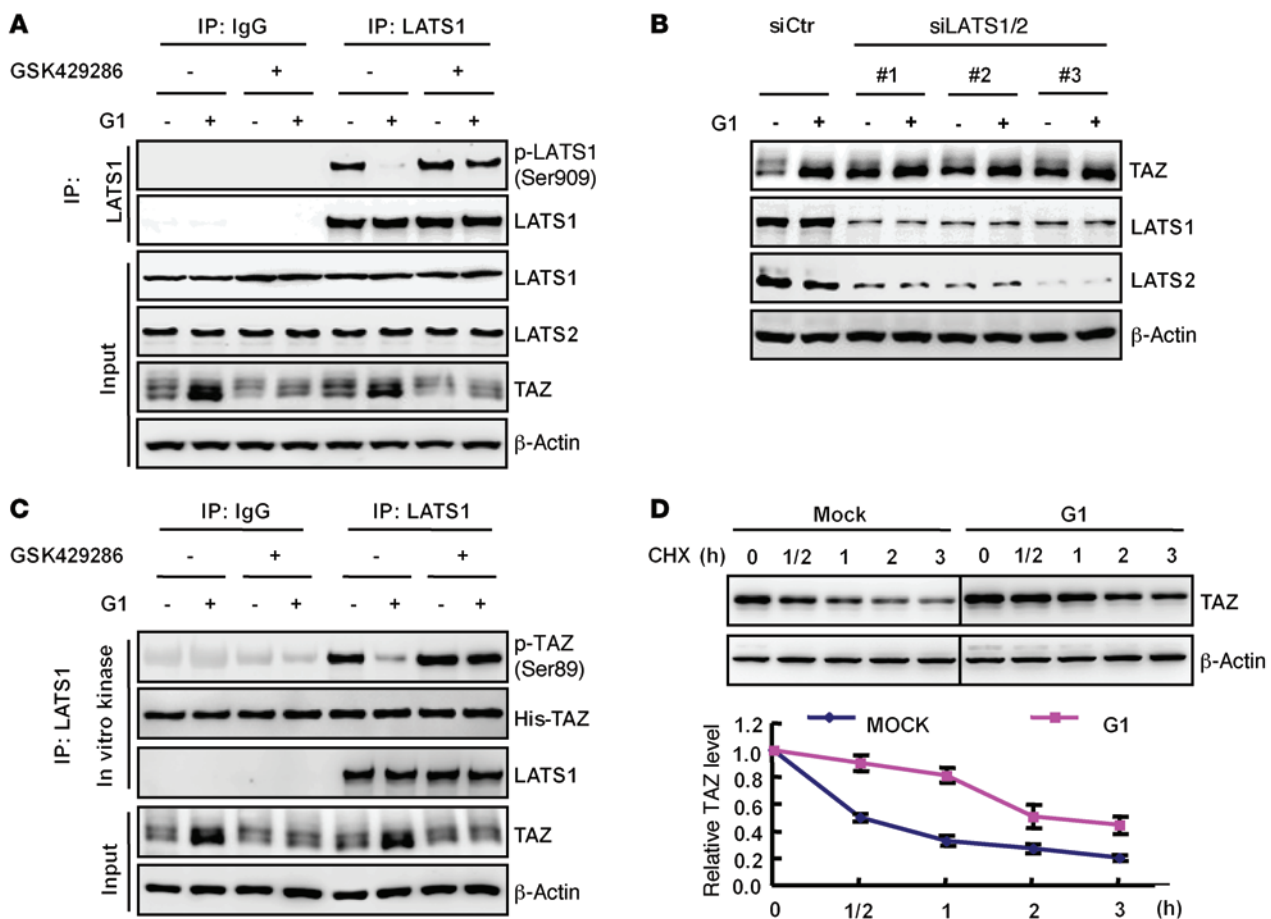 A
IP: IgG IP: LATS1
GSK429286 - + - +
G1 - + - + - + - +
IP: LATS1
p-LATS1 (Ser909)
LATS1
Input
LATS1
LATS2
TAZ
β-Actin
B
siCtr siLATS1/2
#1 #2 #3
G1 - + - + - + - +
TAZ
LATS1
LATS2
β-Actin
C
IP: IgG IP: LATS1
GSK429286 - + - +
G1 - + - + - + - +
IP: LATS1
In vitro kinase
p-TAZ (Ser89)
His-TAZ
LATS1
Input
TAZ
β-Actin
D
Mock G1
CHX (h) 0 1/2 1 2 3 0 1/2 1 2 3
TAZ
β-Actin
MOCK G1
Relative TAZ level
1.2
1.0
0.8
0.6
0.4
0.2
0.0
0 1/2 1 2 3 (h)